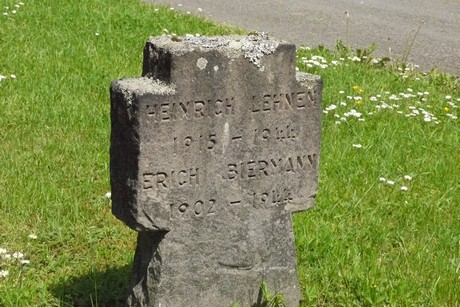 HEINRICH LEHNEN
1915 - 1944
ERICH BIERMANN
1902 - 1944